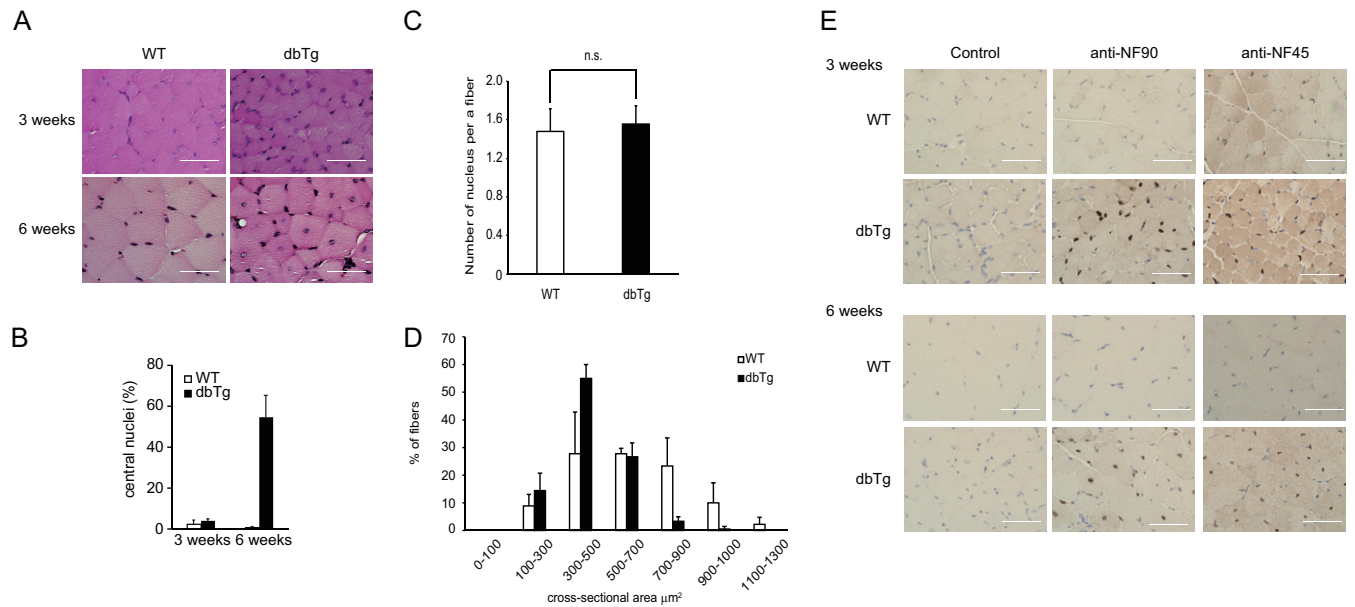 A
WT
dbTg
3 weeks
6 weeks
B
central nuclei (%)
80
60
40
20
0
WT
dbTg
3 weeks 6 weeks
C
Number of nucleus per a fiber
n.s.
2.0
1.6
1.2
0.8
0.4
0
WT
dbTg
D
% of fibers
70
60
50
40
30
20
10
0
WT
dbTg
0-100
100-300
300-500
500-700
700-900
900-1000
1100-1300
cross-sectional area μm²
E
Control
anti-NF90
anti-NF45
3 weeks
WT
dbTg
6 weeks
WT
dbTg